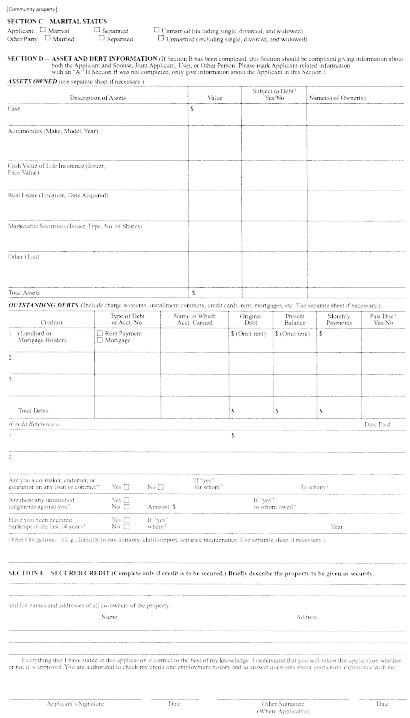 [Community property]
SECTION C - MARITAL STATUS
Applicant: □ Married □ Separated □ Unmarried (including single, divorced, and widowed)
Other Party: □ Married □ Separated □ Unmarried (including single, divorced, and widowed)
SECTION D - ASSET AND DEBT INFORMATION (If Section B has been completed, this Section should be completed giving information about
both the Applicant and Spouse, Joint Applicant, User, or Other Person. Please mark Applicant-related information
with an "A." If Section B was not completed, only give information about the Applicant in this Section.)
ASSETS OWNED (use separate sheet if necessary.)
Description of Assets Value Subject to Debt? Yes/No Name(s) of Owner(s)
Cash $
Automobiles (Make, Model, Year)
Cash Value of Life Insurance (Issuer,
Face Value)
Real Estate (Location, Date Acquired)
Marketable Securities (Issuer, Type, No. of Shares)
Other (List)
Total Assets $
OUTSTANDING DEBTS (Include charge accounts, instalment contracts, credit cards, rent, mortgages, etc. Use separate sheet if necessary.)
Creditor Type of Debt or Acct. No. Name in Which Acct. Carried Original Debt Present Balance Monthly Payments Past Due? Yes/No
1. (Landlord or □ Rent Payment $ (Omit rent) $ (Omit rent) $
Mortgage Holder) □ Mortgage
2.
3.
Total Debts $ $ $
(Credit References) Date Paid
1. $
2.
Are you a co-maker, endorser, or If "yes"
guarantor on any loan or contract? Yes □ No □ for whom? To whom?
Are there any unsatisfied Yes □ If "yes"
judgments against you? No □ Amount $ to whom owed?
Have you been declared Yes □ If "yes"
bankrupt in the last 14 years? No □ where? Year
Other Obligations - (E.g., liability to pay alimony, child support, separate maintenance. Use separate sheet if necessary.)
SECTION E - SECURED CREDIT (Complete only if credit is to be secured.) Briefly describe the property to be given as security:
and list names and addresses of all co-owners of the property:
Name Address
Everything that I have stated in this application is correct to the best of my knowledge. I understand that you will retain this application whether
or not it is approved. You are authorized to check my credit and employment history and to answer questions about your credit experience with me.
Applicant's Signature Date Other Signature Date
(Where Applicable)